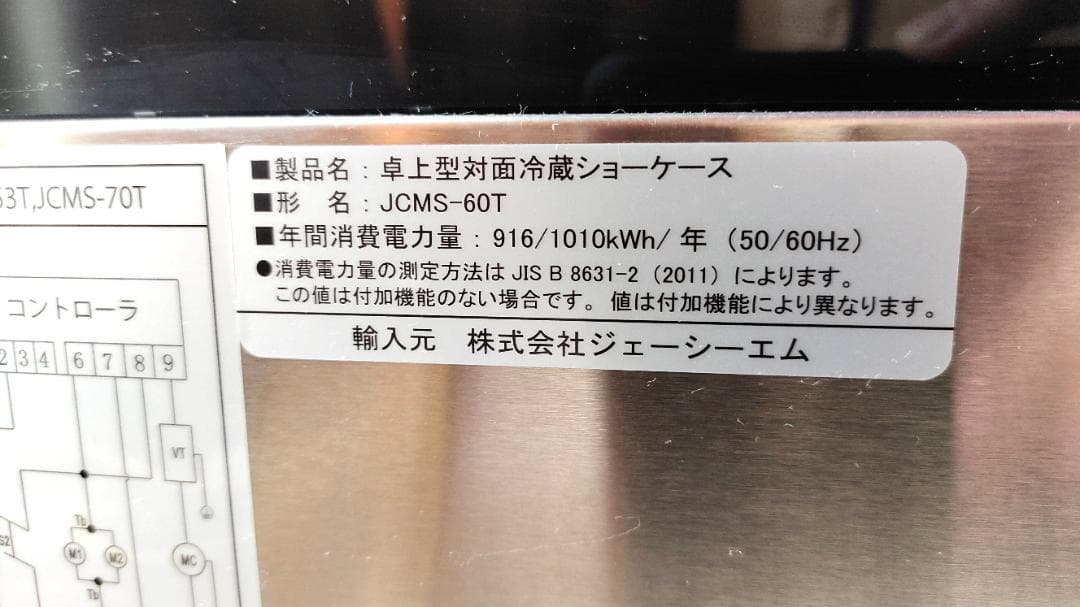 ■製品名：卓上型対面冷蔵ショーケース
■形　名：JCMS-60T
■年間消費電力量：916/1010kWh/ 年（50/60Hz）
●消費電力量の測定方法は JIS B 8631-2（2011）によります。
この値は付加機能のない場合です。 値は付加機能により異なります。
輸入元　株式会社ジェーシーエム
53T,JCMS-70T
コントローラ
2 3 4 6 7 8 9
VT
Tb
S2 M1 M2 MC
Tb